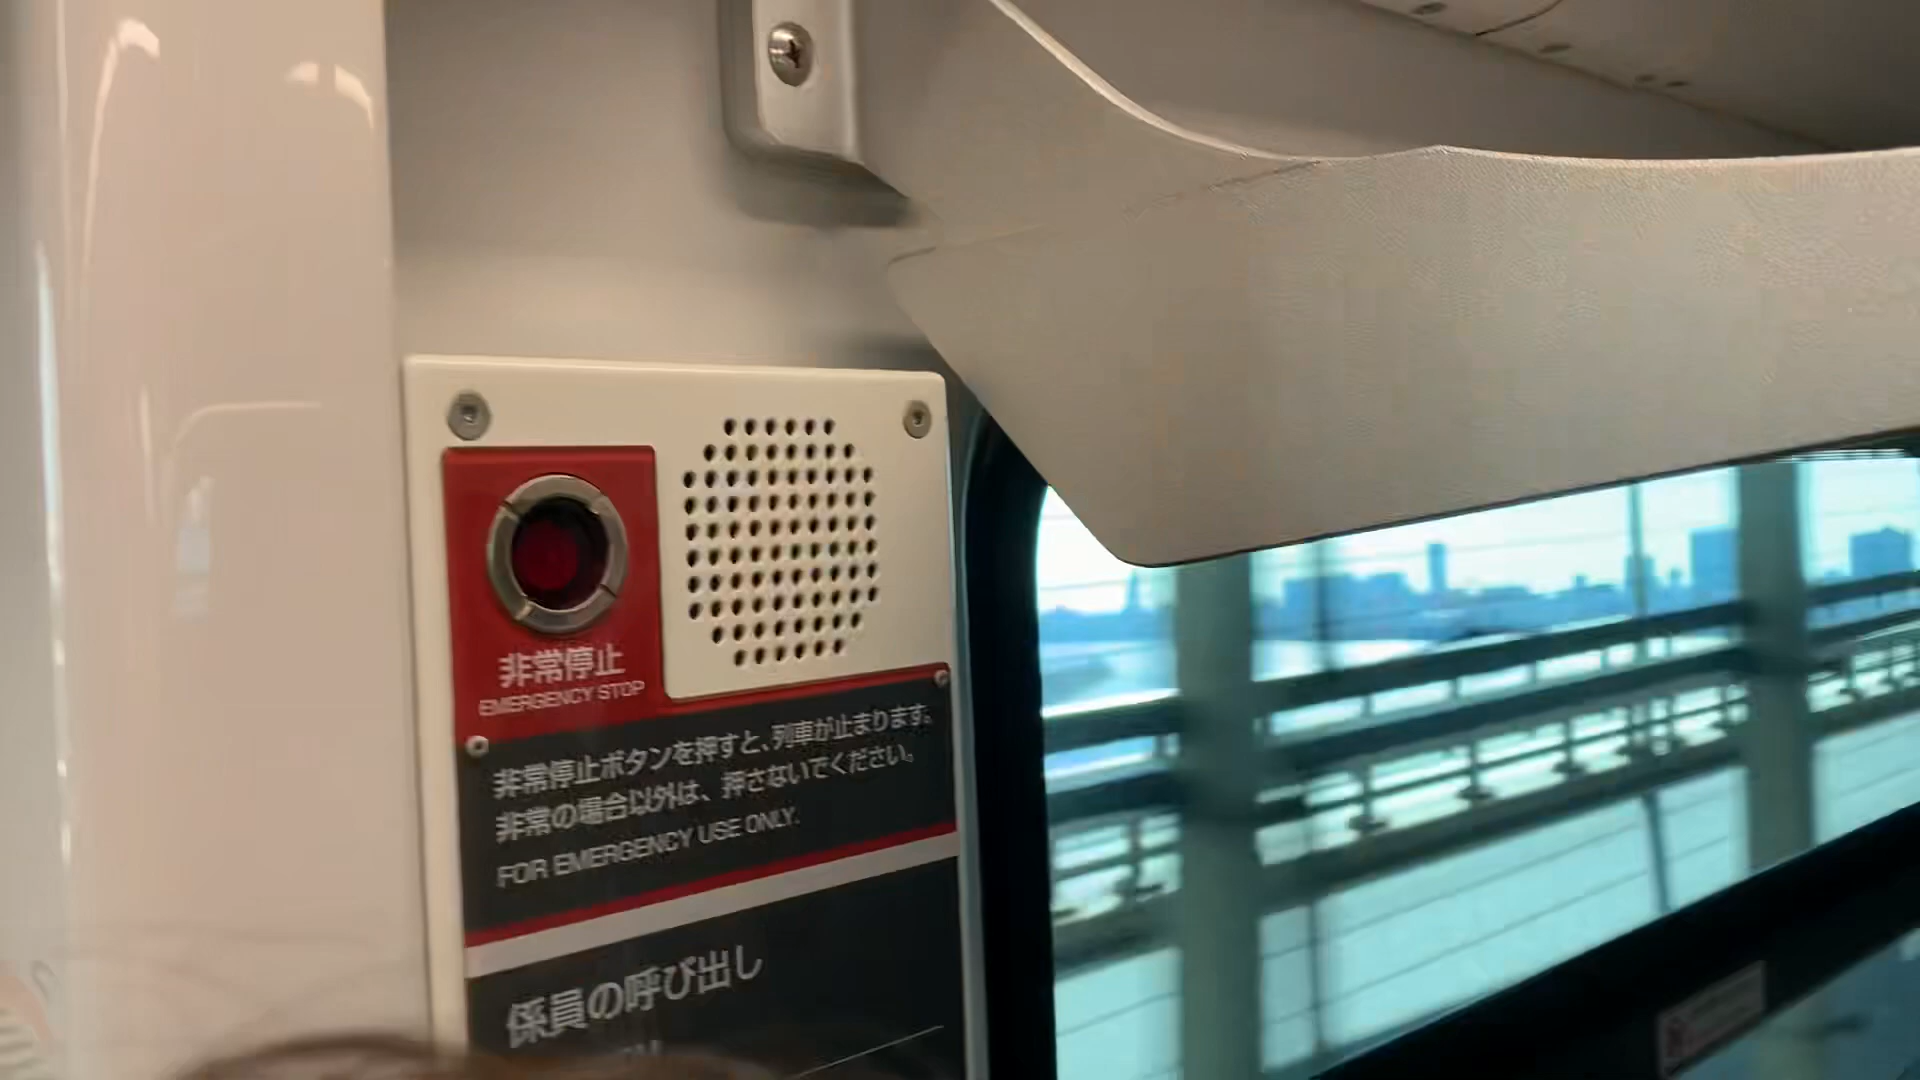 非常停止
EMERGENCY STOP
非常停止ボタンを押すと、列車が止まります。
非常の場合以外は、押さないでください。
FOR EMERGENCY USE ONLY.
係員の呼び出し